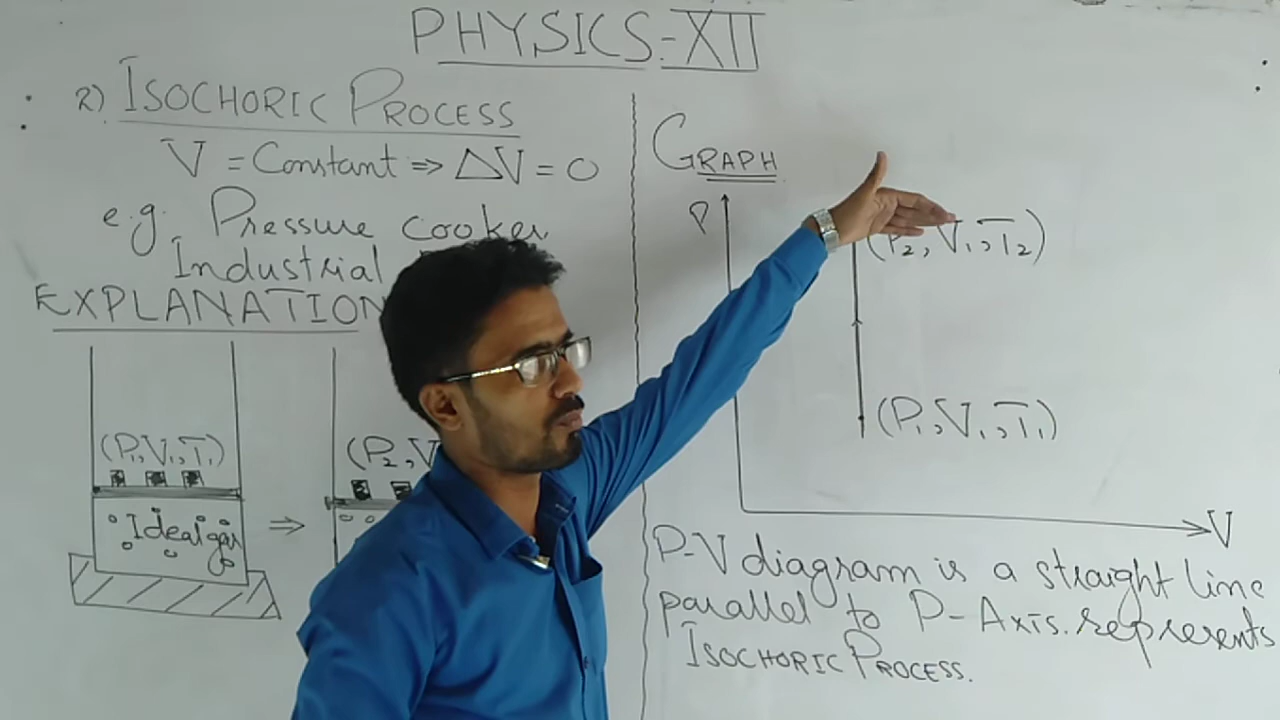 PHYSICS-XII
2) ISOCHORIC PROCESS
V = Constant ⇒ ΔV = 0
e.g. Pressure cooker
Industrial
EXPLANATION
(P₁,V₁,T₁)
Ideal gas
⇒
(P₂,V
GRAPH
P
(P₂,V₁,T₂)
(P₁,V₁,T₁)
V
P-V diagram is a straight line
parallel to P-AXIS. represents
ISOCHORIC PROCESS.